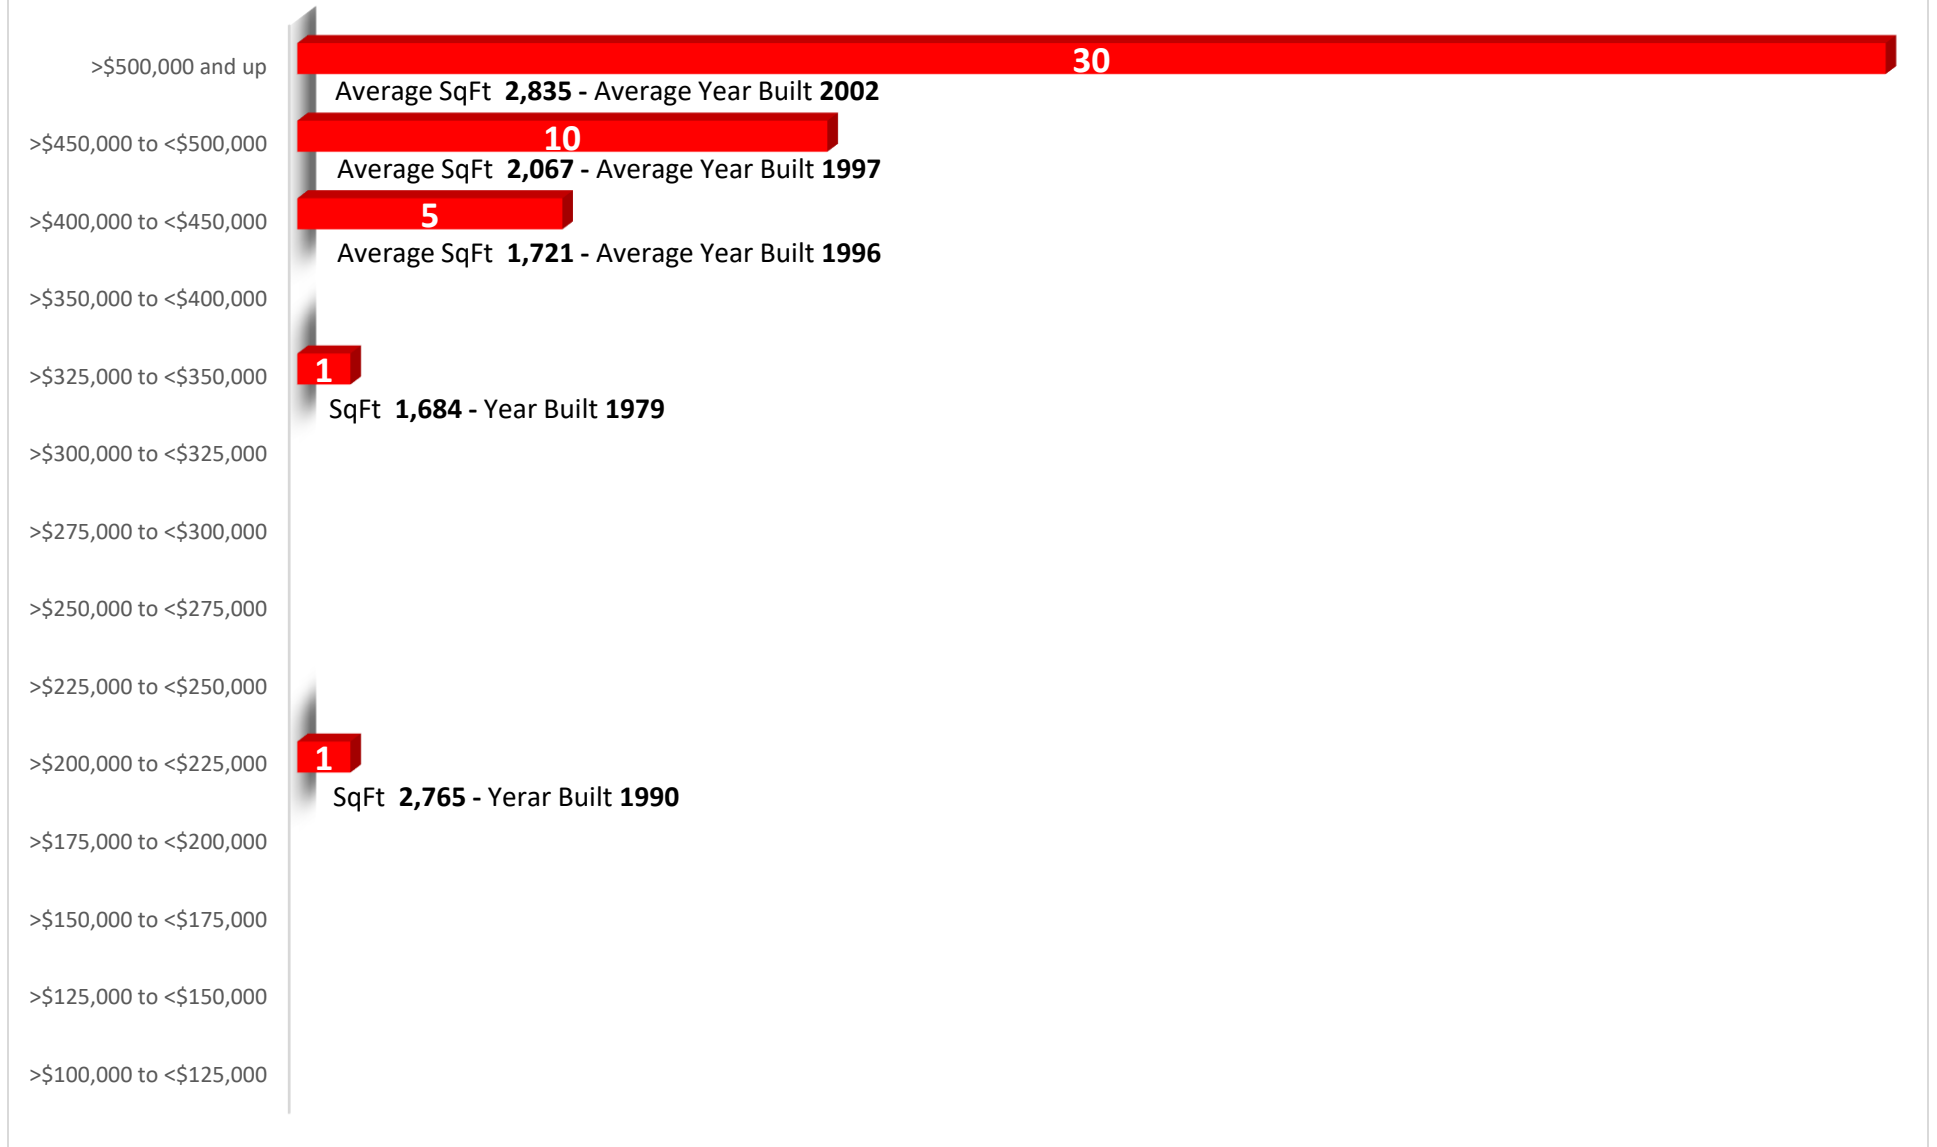 >$500,000 and up
30
Average SqFt 2,835 - Average Year Built 2002
>$450,000 to <$500,000
10
Average SqFt 2,067 - Average Year Built 1997
>$400,000 to <$450,000
5
Average SqFt 1,721 - Average Year Built 1996
>$350,000 to <$400,000
>$325,000 to <$350,000
1
SqFt 1,684 - Year Built 1979
>$300,000 to <$325,000
>$275,000 to <$300,000
>$250,000 to <$275,000
>$225,000 to <$250,000
>$200,000 to <$225,000
1
SqFt 2,765 - Yerar Built 1990
>$175,000 to <$200,000
>$150,000 to <$175,000
>$125,000 to <$150,000
>$100,000 to <$125,000